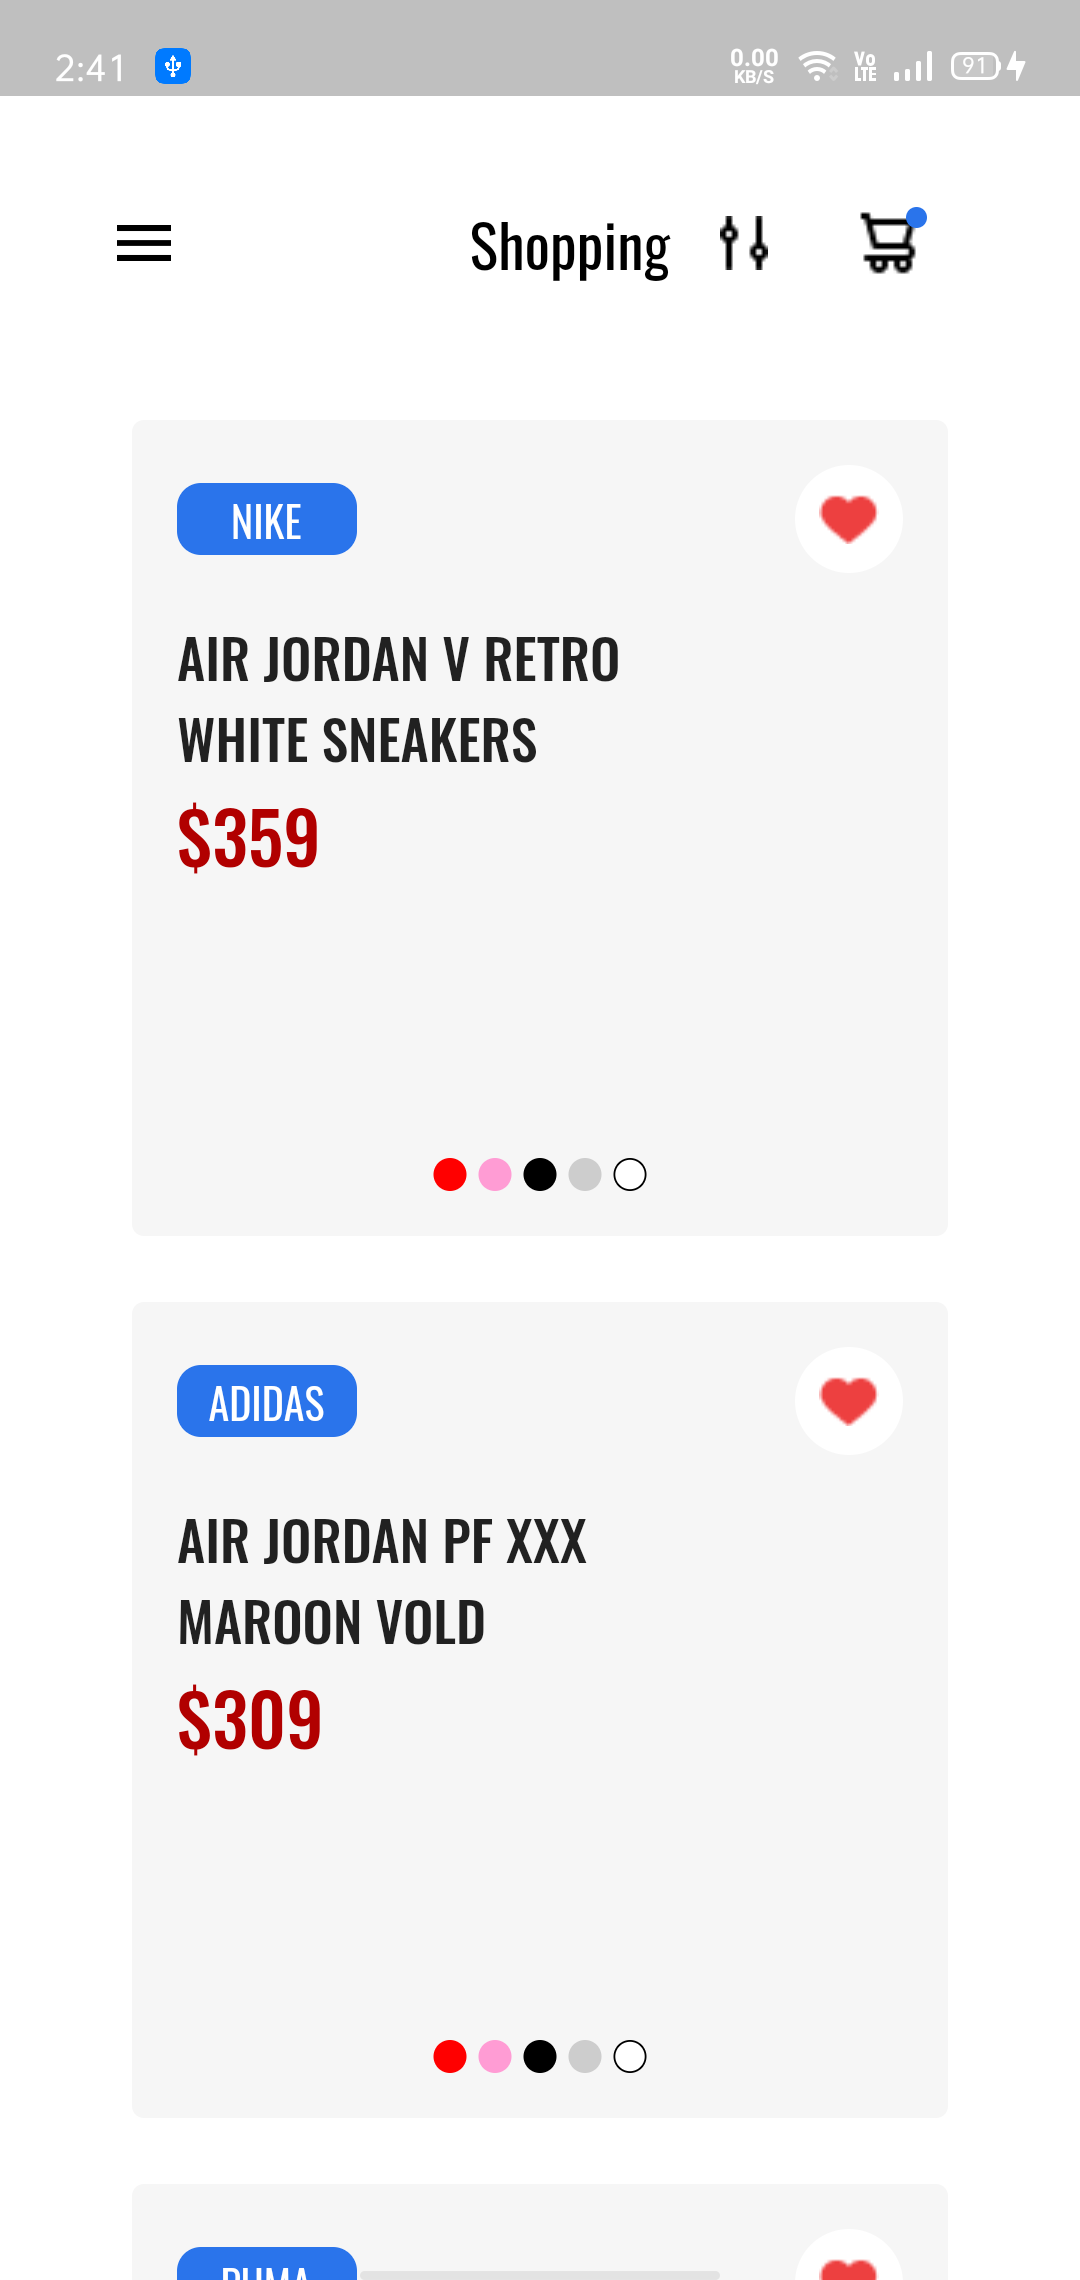 2:41
0.00
KB/S
Vo
LTE
91
Shopping
NIKE
AIR JORDAN V RETRO
WHITE SNEAKERS
$359
ADIDAS
AIR JORDAN PF XXX
MAROON VOLD
$309
PUMA